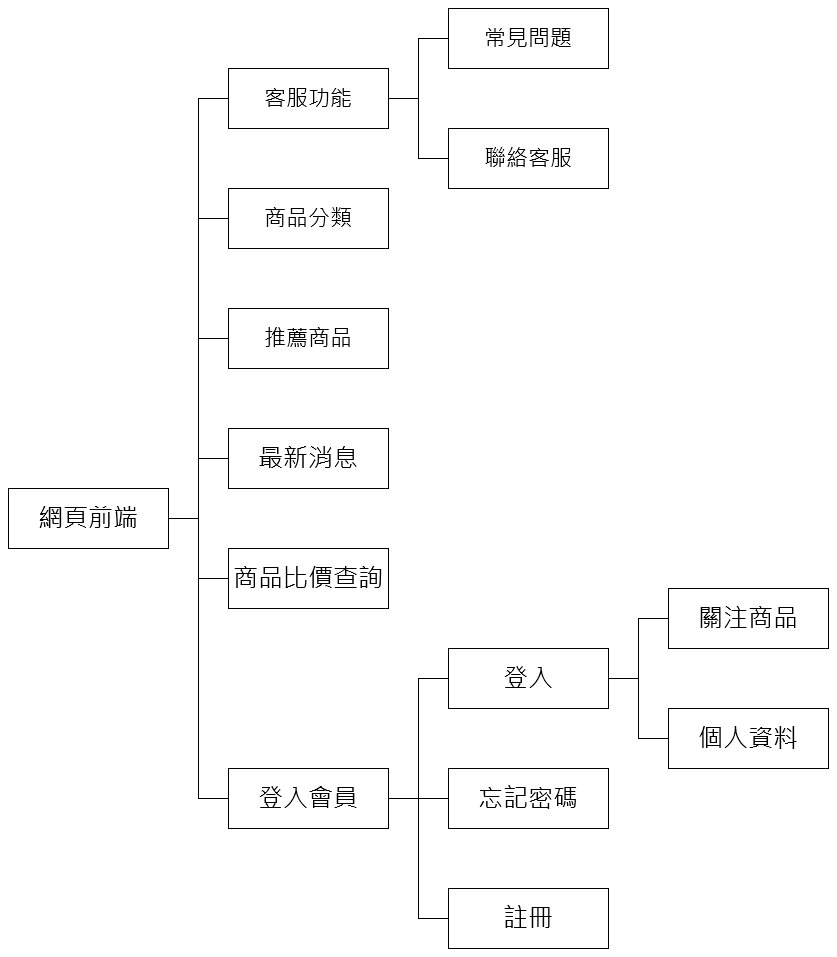 常見問題
客服功能
聯絡客服
商品分類
推薦商品
最新消息
網頁前端
商品比價查詢
關注商品
登入
個人資料
登入會員
忘記密碼
註冊